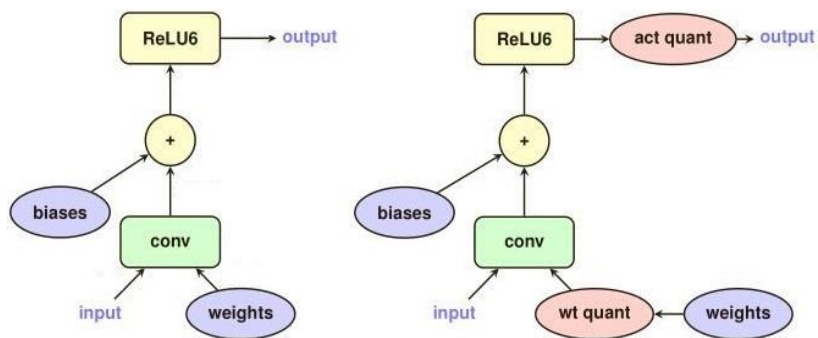 ReLU6
output
+
biases
conv
input
weights
ReLU6
act quant
output
+
biases
conv
input
wt quant
weights